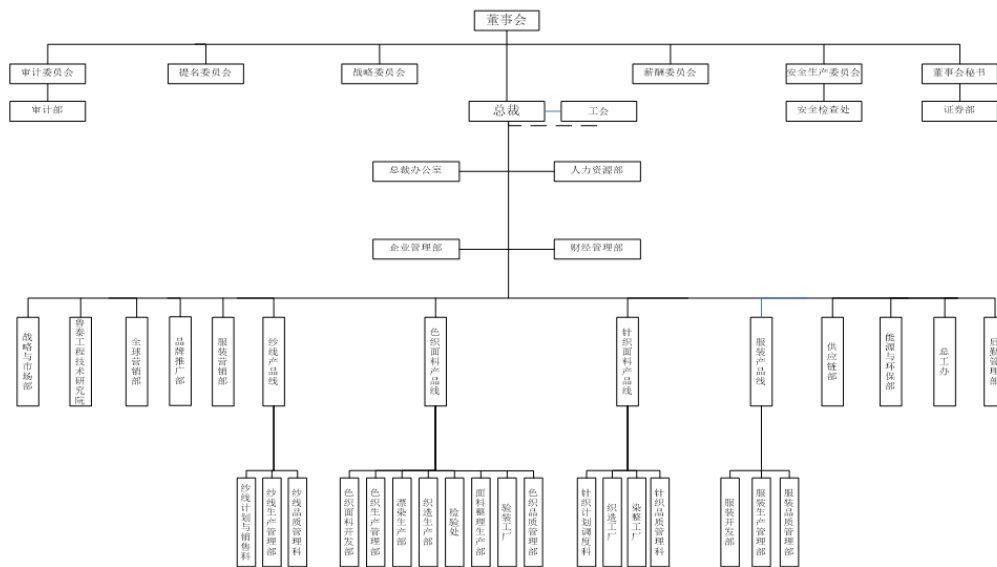 董事会
审计委员会
提名委员会
战略委员会
薪酬委员会
安全生产委员会
董事会秘书
审计部
总裁
工会
安全检查处
证券部
总裁办公室
人力资源部
企业管理部
财经管理部
战略与市场部
鲁泰工程技术研究院
全球营销部
品牌推广部
服装营销部
纱线产品线
色织面料产品线
针织面料产品线
服装产品线
供应链部
能源与环保部
总工办
后勤管理部
纱线计划与销售科
纱线生产管理部
纱线品质管理科
色织面料开发部
色织生产管理部
漂染生产部
织造生产部
检验处
面料整理生产部
验装工厂
色织品质管理部
针织计划调度科
织造工厂
染整工厂
针织品质管理科
服装开发部
服装生产管理部
服装品质管理部